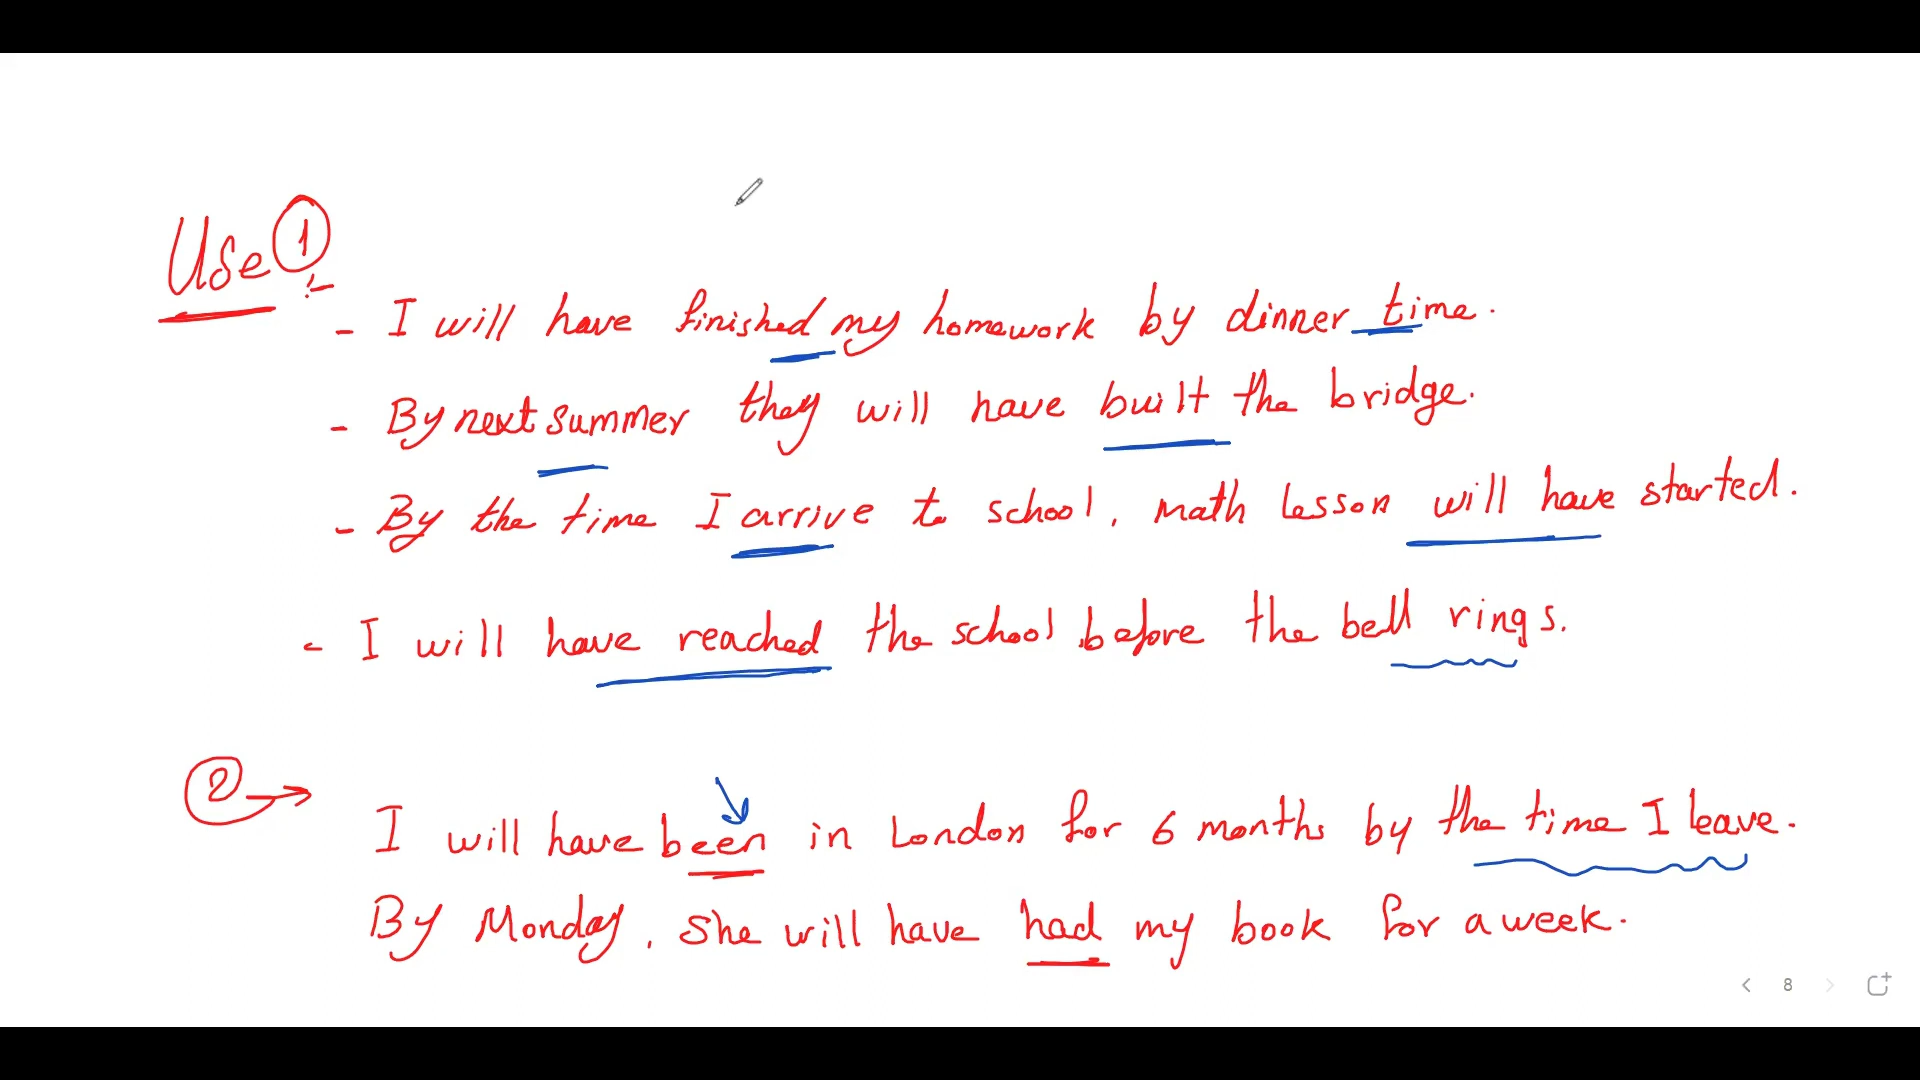 Use 1 :-
- I will have finished my homework by dinner time.
- By next summer they will have built the bridge.
- By the time I arrive to school, math lesson will have started.
- I will have reached the school before the bell rings.
2 →
I will have been in London for 6 months by the time I leave.
By Monday, she will have had my book for a week.
< 8 >